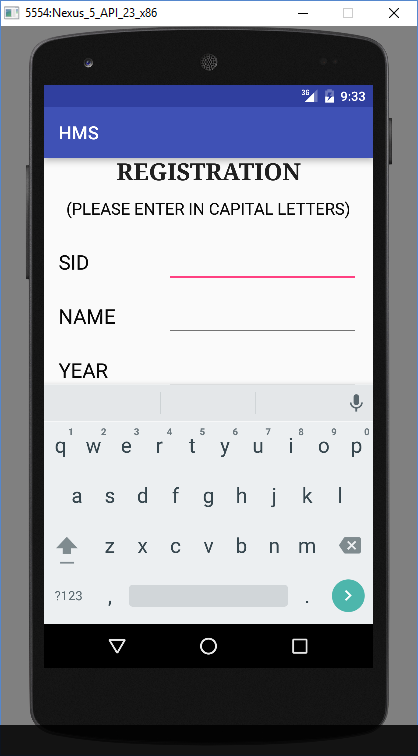 5554:Nexus_5_API_23_x86
3G 9:33
HMS
REGISTRATION
(PLEASE ENTER IN CAPITAL LETTERS)
SID
NAME
YEAR
1 2 3 4 5 6 7 8 9 0
q w e r t y u i o p
a s d f g h j k l
z x c v b n m
?123 , .